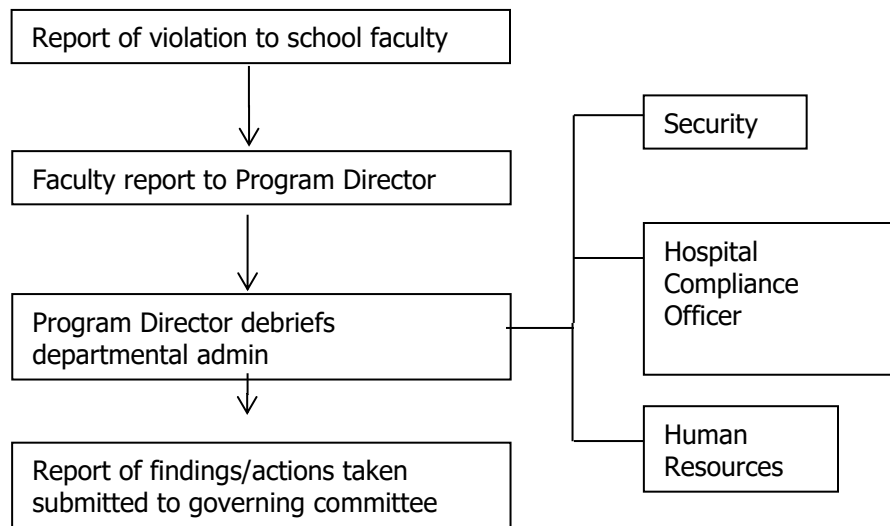 Report of violation to school faculty
Faculty report to Program Director
Program Director debriefs
departmental admin
Report of findings/actions taken
submitted to governing committee
Security
Hospital
Compliance
Officer
Human
Resources